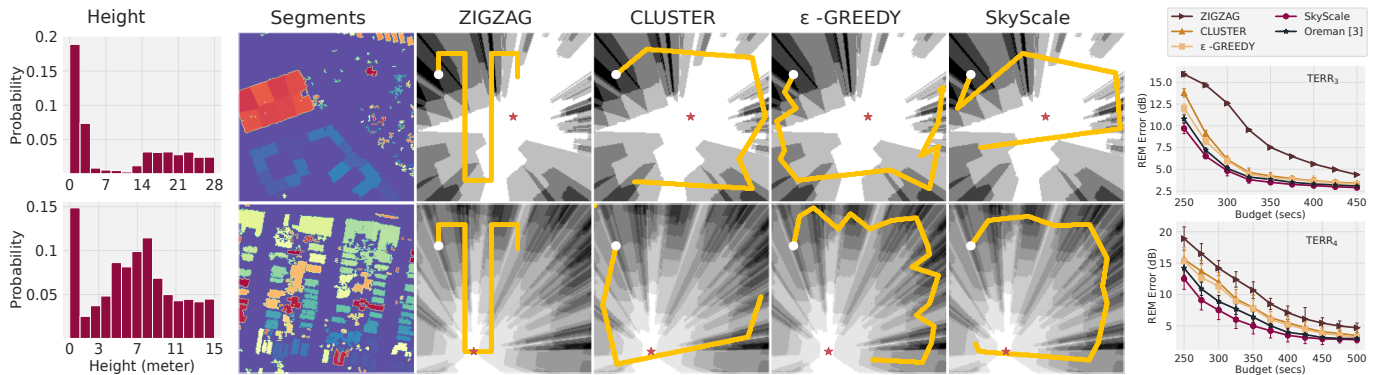 Height
Segments
ZIGZAG
CLUSTER
ε -GREEDY
SkyScale
ZIGZAG
CLUSTER
ε -GREEDY
SkyScale
Oreman [3]
Probability
0.2
0.15
0.10
0.05
0 7 14 21 28
TERR3
REM Error (dB)
15.0
12.5
10.0
7.5
5.0
2.5
250 300 350 400 450
Budget (secs)
Probability
0.15
0.10
0.05
0 3 7 11 15
Height (meter)
TERR4
REM Error (dB)
20
15
10
5
250 300 350 400 450 500
Budget (secs)